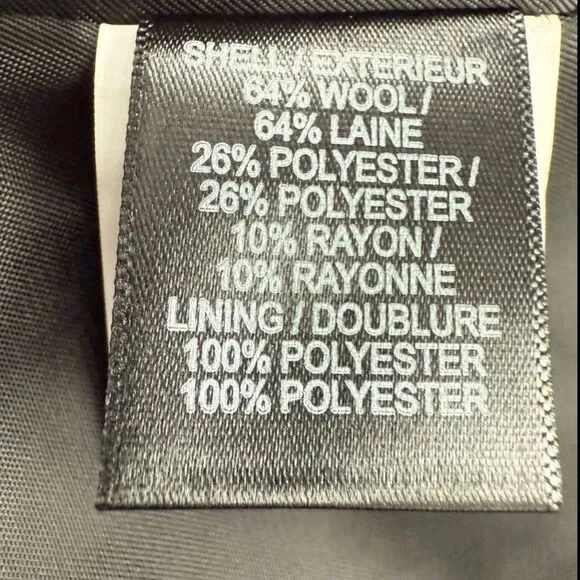 SHELL / EXTERIEUR
64% WOOL /
64% LAINE
26% POLYESTER /
26% POLYESTER
10% RAYON /
10% RAYONNE
LINING / DOUBLURE
100% POLYESTER
100% POLYESTER